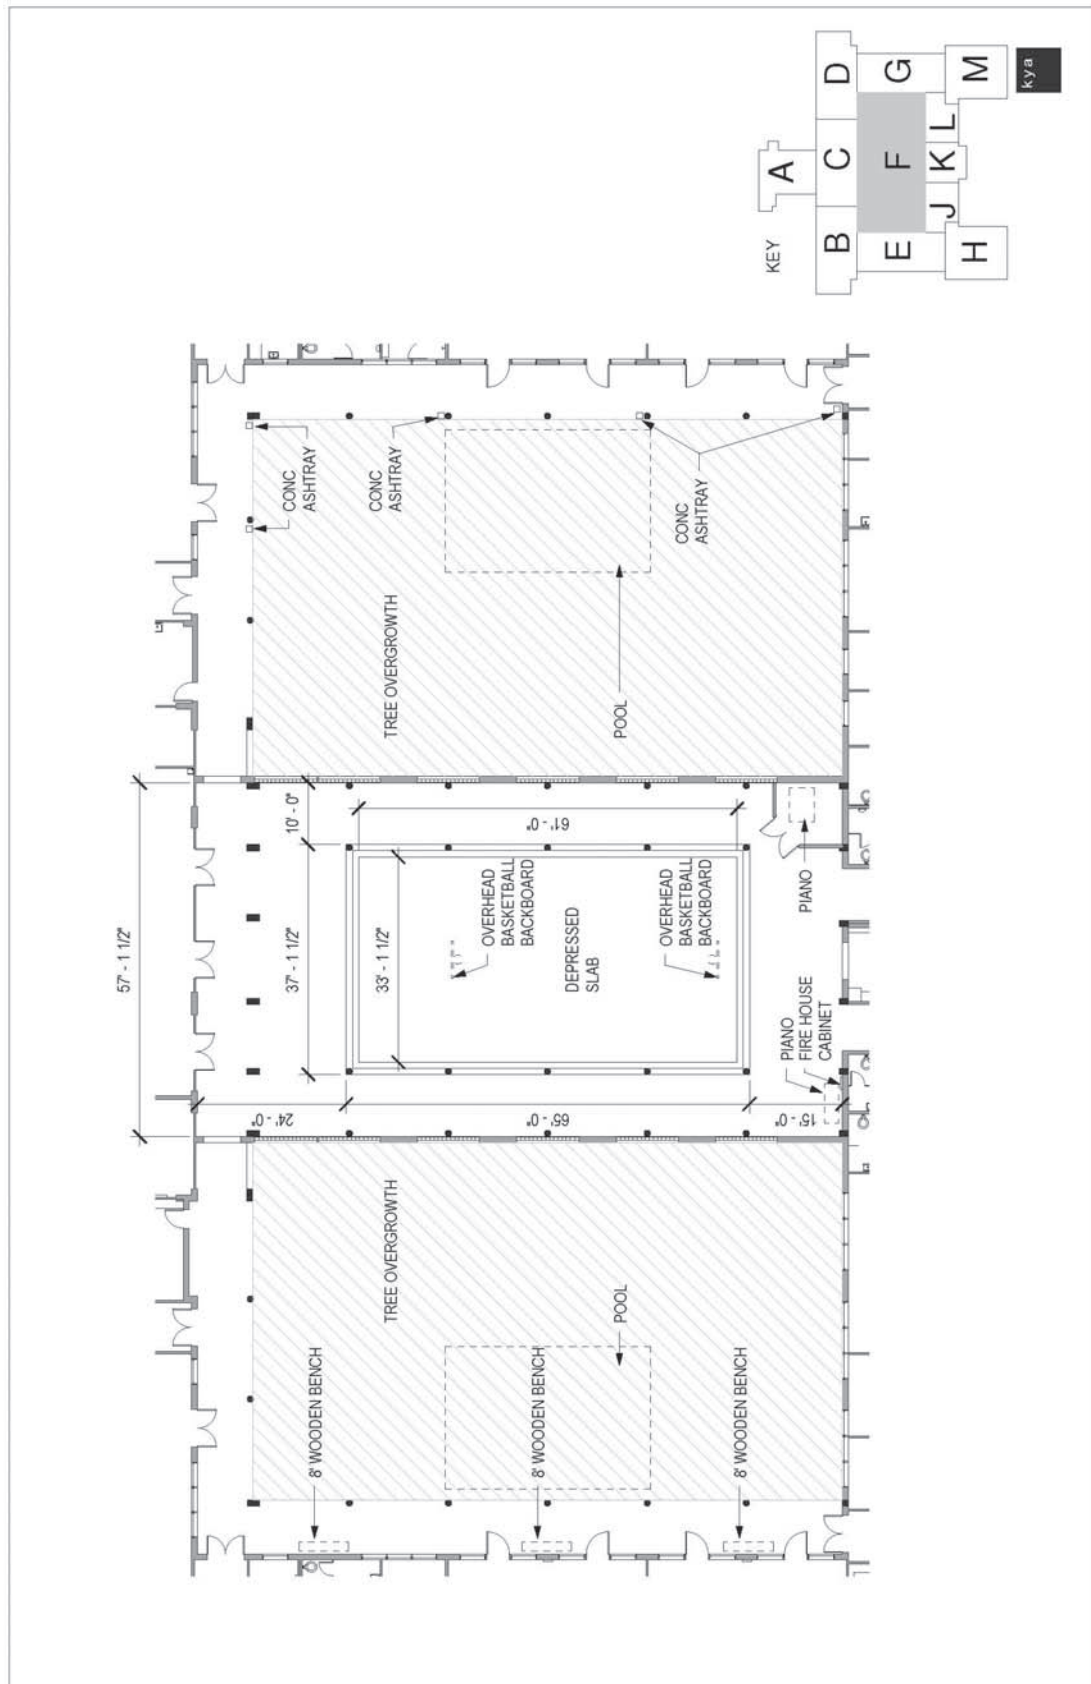 57' - 1 1/2"
24' - 0"
37' - 1 1/2"
10' - 0"
CONC
ASHTRAY
8' WOODEN BENCH
TREE OVERGROWTH
33' - 1 1/2"
TREE OVERGROWTH
CONC
ASHTRAY
OVERHEAD
BASKETBALL
BACKBOARD
8' WOODEN BENCH
65' - 0"
61' - 0"
DEPRESSED
SLAB
POOL
POOL
OVERHEAD
BASKETBALL
BACKBOARD
CONC
ASHTRAY
8' WOODEN BENCH
15' - 0"
PIANO
FIRE HOUSE
CABINET
PIANO
KEY
A
B
C
D
E
F
G
H
J
K
L
M
kya